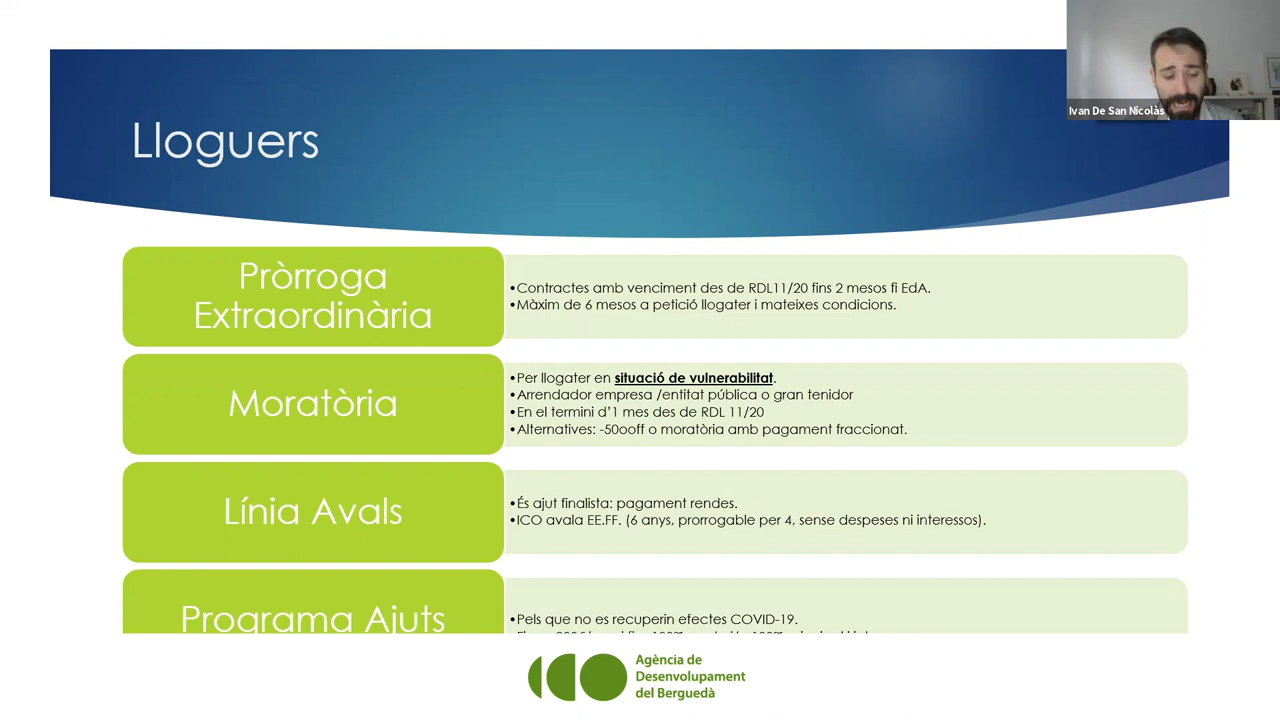 Ivan De San Nicolàs
Lloguers
Pròrroga
Extraordinària
•Contractes amb venciment des de RDL11/20 fins 2 mesos fi EdA.
•Màxim de 6 mesos a petició llogater i mateixes condicions.
Moratòria
•Per llogater en situació de vulnerabilitat.
•Arrendador empresa /entitat pública o gran tenidor
•En el termini d'1 mes des de RDL 11/20
•Alternatives: -50ooff o moratòria amb pagament fraccionat.
Línia Avals
•És ajut finalista: pagament rendes.
•ICO avala EE.FF. (6 anys, prorrogable per 4, sense despeses ni interessos).
Programa Ajuts
•Pels que no es recuperin efectes COVID-19.
Agència de
Desenvolupament
del Berguedà